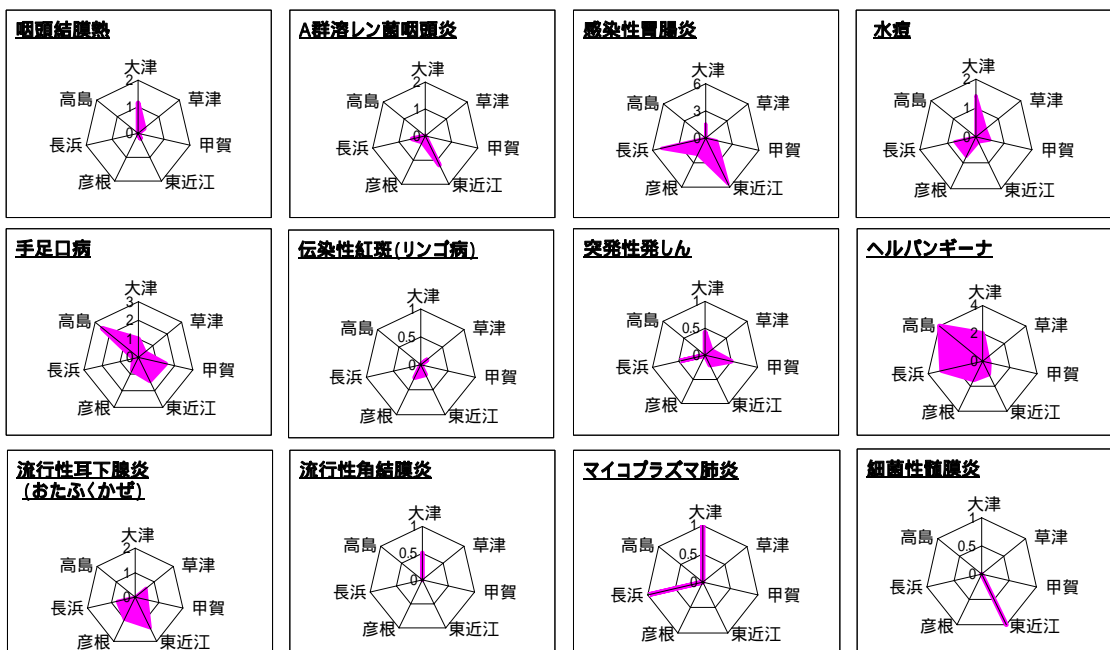 咽頭結膜熱
大津
草津
甲賀
東近江
彦根
長浜
高島
2
1
0
A群溶レン菌咽頭炎
大津
草津
甲賀
東近江
彦根
長浜
高島
2
1
0
感染性胃腸炎
大津
草津
甲賀
東近江
彦根
長浜
高島
6
3
0
水痘
大津
草津
甲賀
東近江
彦根
長浜
高島
2
1
0
手足口病
大津
草津
甲賀
東近江
彦根
長浜
高島
3
2
1
0
伝染性紅斑(リンゴ病)
大津
草津
甲賀
東近江
彦根
長浜
高島
1
0.5
0
突発性発しん
大津
草津
甲賀
東近江
彦根
長浜
高島
1
0.5
0
ヘルパンギーナ
大津
草津
甲賀
東近江
彦根
長浜
高島
4
2
0
流行性耳下腺炎
(おたふくかぜ)
大津
草津
甲賀
東近江
彦根
長浜
高島
2
1
0
流行性角結膜炎
大津
草津
甲賀
東近江
彦根
長浜
高島
1
0.5
0
マイコプラズマ肺炎
大津
草津
甲賀
東近江
彦根
長浜
高島
1
0.5
0
細菌性髄膜炎
大津
草津
甲賀
東近江
彦根
長浜
高島
1
0.5
0